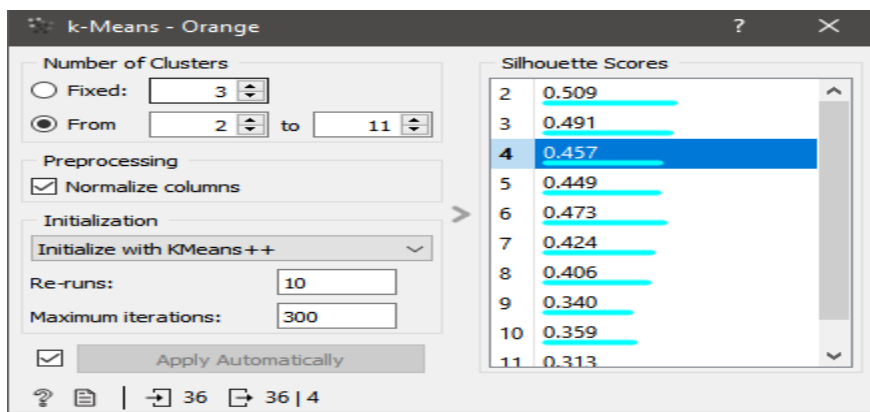 k-Means - Orange
?
×
Number of Clusters
Fixed: 3
From 2 to 11
Preprocessing
Normalize columns
Initialization
Initialize with KMeans++
Re-runs: 10
Maximum iterations: 300
Apply Automatically
? | 36 36 | 4
>
Silhouette Scores
2 0.509
3 0.491
4 0.457
5 0.449
6 0.473
7 0.424
8 0.406
9 0.340
10 0.359
11 0.313